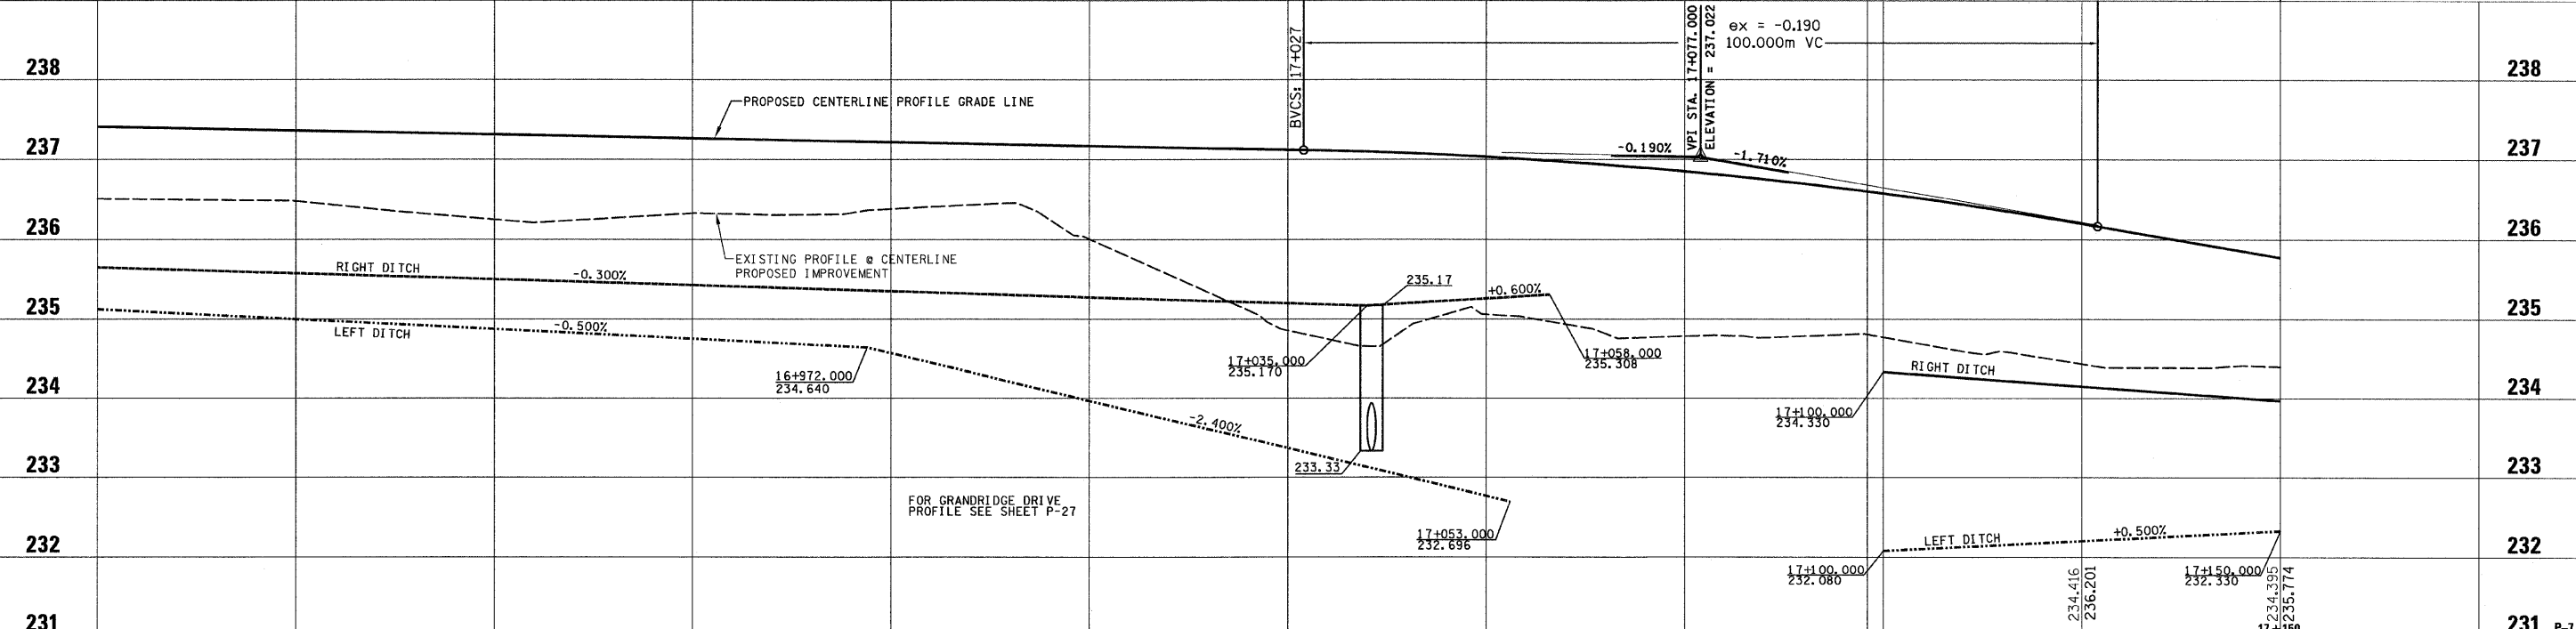 BVCS: 17+027
VPI STA. 17+077.000
ELEVATION = 237.022
ex = -0.190
100.000m VC
238
238
PROPOSED CENTERLINE PROFILE GRADE LINE
237
-0.190%
-1.710%
237
236
EXISTING PROFILE @ CENTERLINE
PROPOSED IMPROVEMENT
236
RIGHT DITCH
-0.300%
235.17
+0.600%
235
LEFT DITCH
-0.500%
235
16+972.000
234.640
17+035.000
235.170
17+058.000
235.308
RIGHT DITCH
234
234
17+100.000
234.330
-2.400%
233
233.33
233
FOR GRANDRIDGE DRIVE
PROFILE SEE SHEET P-27
17+053.000
232.696
232
LEFT DITCH
+0.500%
232
17+100.000
232.080
17+150.000
232.330
234.416
236.201
234.395
235.774
231
17+150
231
P-7